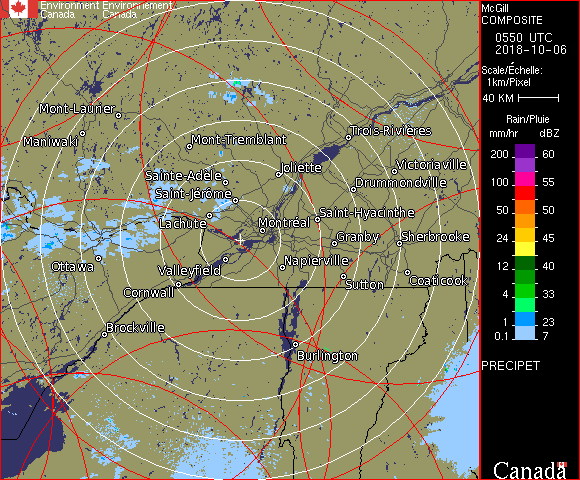 Environment Environnement
Canada Canada
McGill
COMPOSITE
0550 UTC
2018-10-06
Scale/Échelle:
1km/Pixel
40 KM
Rain/Pluie
mm/hr dBZ
200 60
100 55
50 50
24 45
12 40
4 33
1 23
0.1 7
PRECIPET
Canada
Mont-Laurier
Maniwaki
Mont-Tremblant
Trois-Rivières
Joliette
Victoriaville
Sainte-Adèle
Drummondville
Saint-Jérôme
Saint-Hyacinthe
Lachute
Montréal
Granby
Sherbrooke
Ottawa
Valleyfield
Napierville
Cornwall
Sutton
Coaticook
Brockville
Burlington